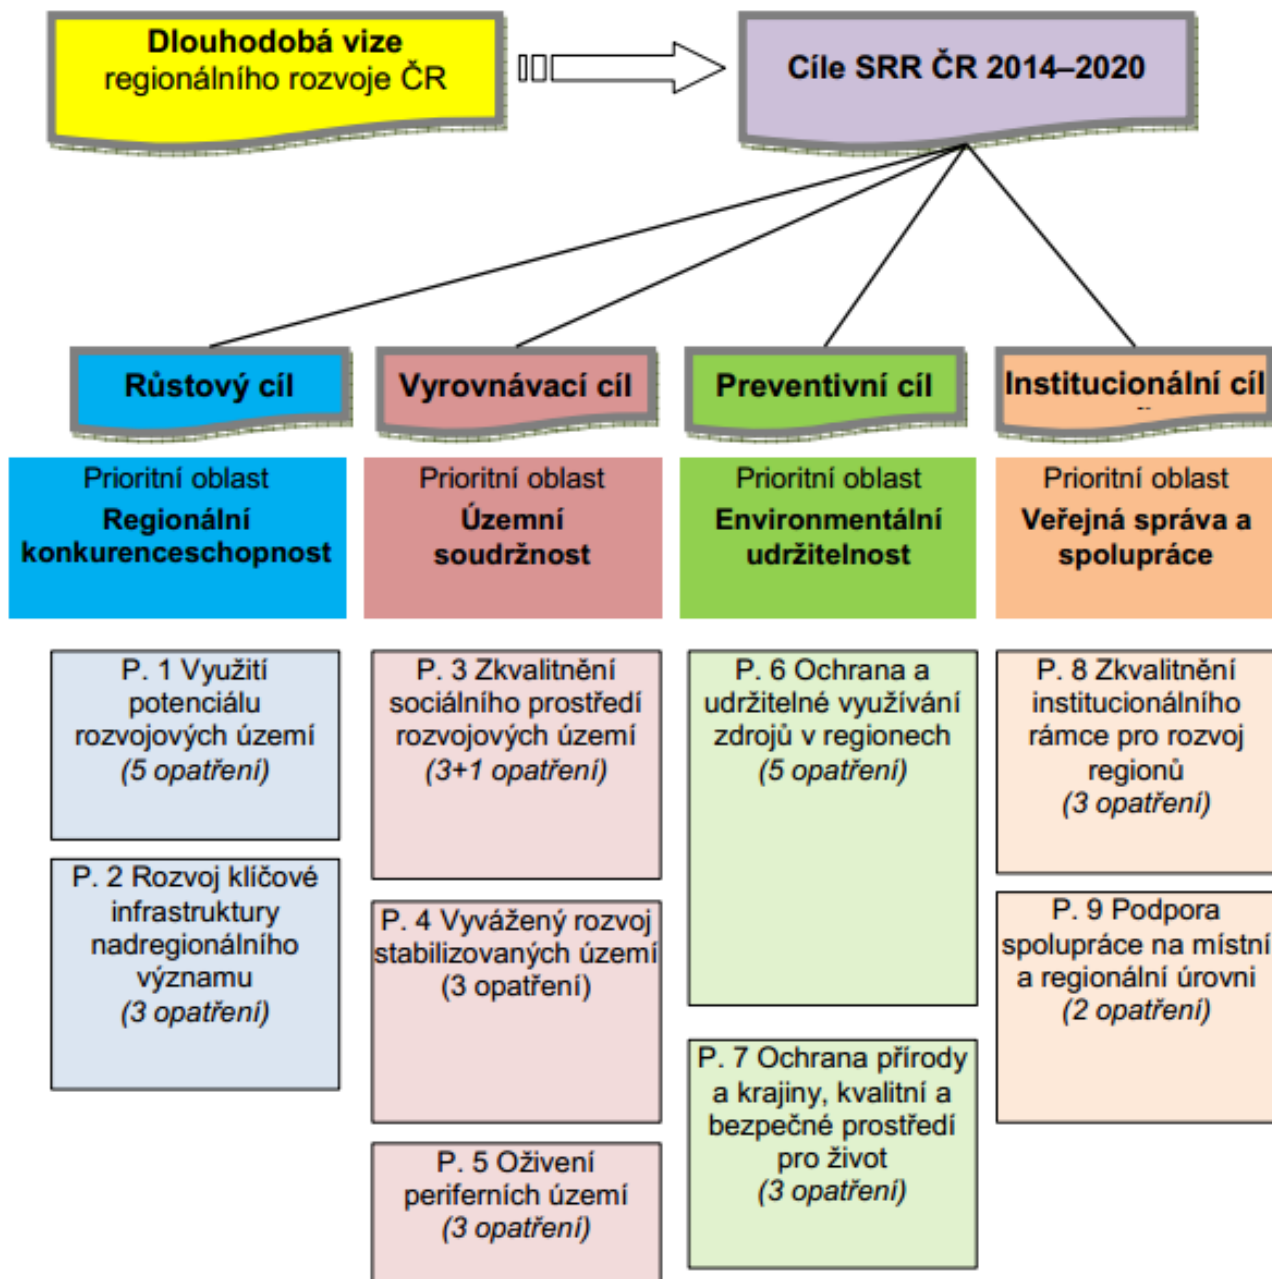 Dlouhodobá vize
regionálního rozvoje ČR
Cíle SRR ČR 2014–2020
Růstový cíl
Vyrovnávací cíl
Preventivní cíl
Institucionální cíl
Prioritní oblast
Regionální
konkurenceschopnost
Prioritní oblast
Územní
soudržnost
Prioritní oblast
Environmentální
udržitelnost
Prioritní oblast
Veřejná správa a
spolupráce
P. 1 Využití
potenciálu
rozvojových území
(5 opatření)
P. 2 Rozvoj klíčové
infrastruktury
nadregionálního
významu
(3 opatření)
P. 3 Zkvalitnění
sociálního prostředí
rozvojových území
(3+1 opatření)
P. 4 Vyvážený rozvoj
stabilizovaných území
(3 opatření)
P. 5 Oživení
periferních území
(3 opatření)
P. 6 Ochrana a
udržitelné využívání
zdrojů v regionech
(5 opatření)
P. 7 Ochrana přírody
a krajiny, kvalitní a
bezpečné prostředí
pro život
(3 opatření)
P. 8 Zkvalitnění
institucionálního
rámce pro rozvoj
regionů
(3 opatření)
P. 9 Podpora
spolupráce na místní
a regionální úrovni
(2 opatření)